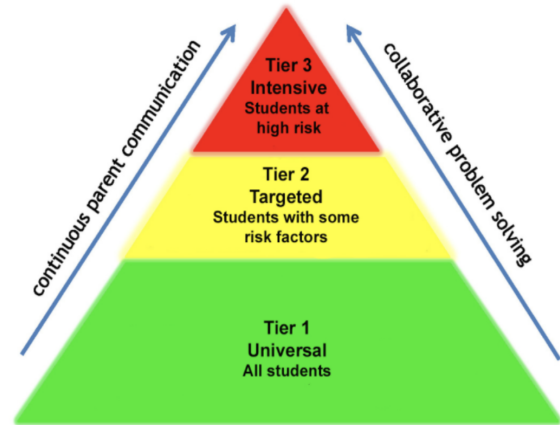 Tier 3
Intensive
Students at
high risk
continuous parent communication
collaborative problem solving
Tier 2
Targeted
Students with some
risk factors
Tier 1
Universal
All students